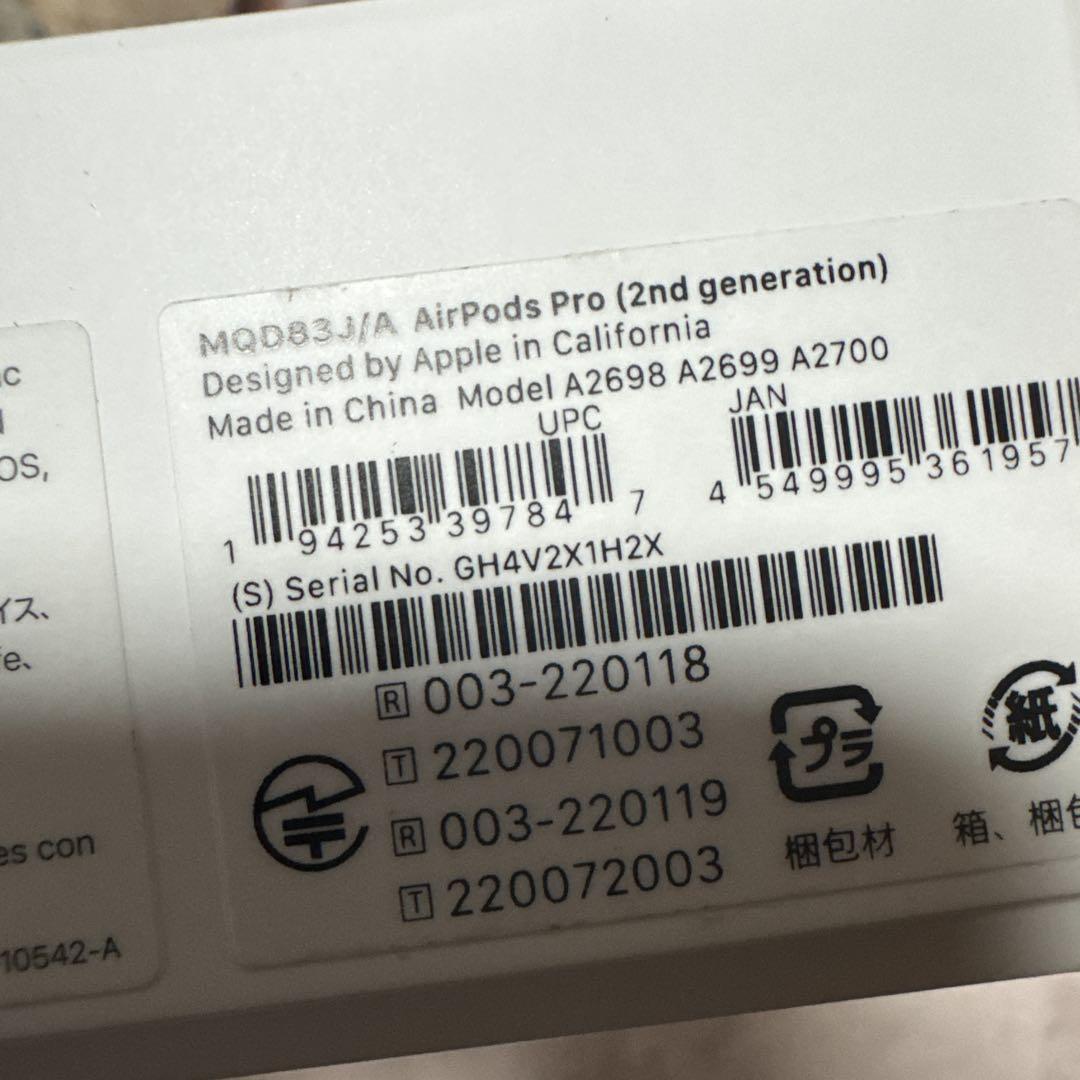 MQD83J/A AirPods Pro (2nd generation)
Designed by Apple in California
Made in China Model A2698 A2699 A2700
UPC
JAN
1 94253 39784 7
4 549995 361957
(S) Serial No. GH4V2X1H2X
R 003-220118
T 220071003
R 003-220119
T 220072003
プラ
梱包材
紙
箱、梱包
OS,
イス、
es con
10542-A